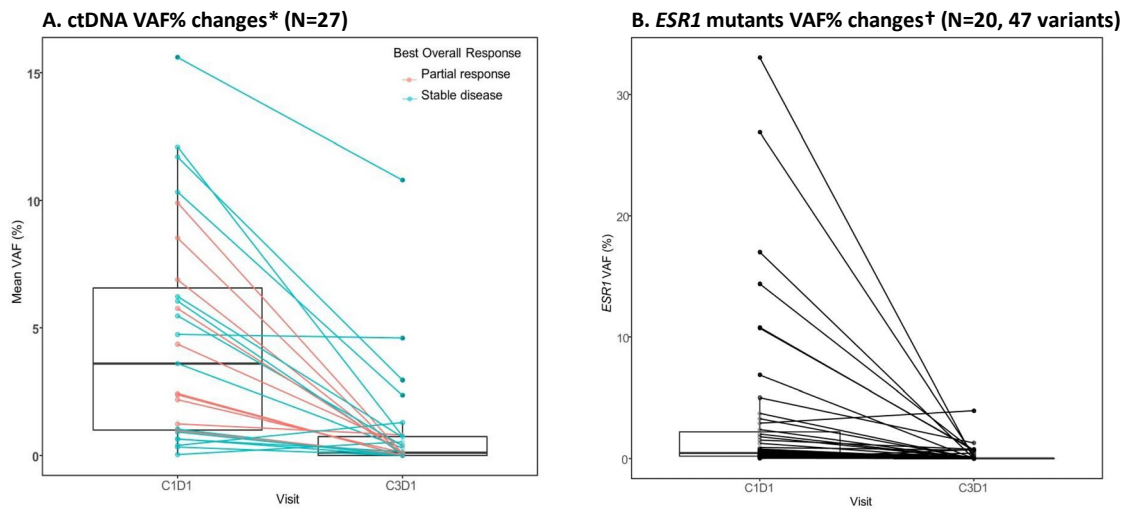 A. ctDNA VAF% changes* (N=27)
Best Overall Response
Partial response
Stable disease
15
10
5
0
Mean VAF (%)
C1D1
C3D1
Visit
B. ESR1 mutants VAF% changes† (N=20, 47 variants)
30
20
10
0
ESR1 VAF (%)
C1D1
C3D1
Visit